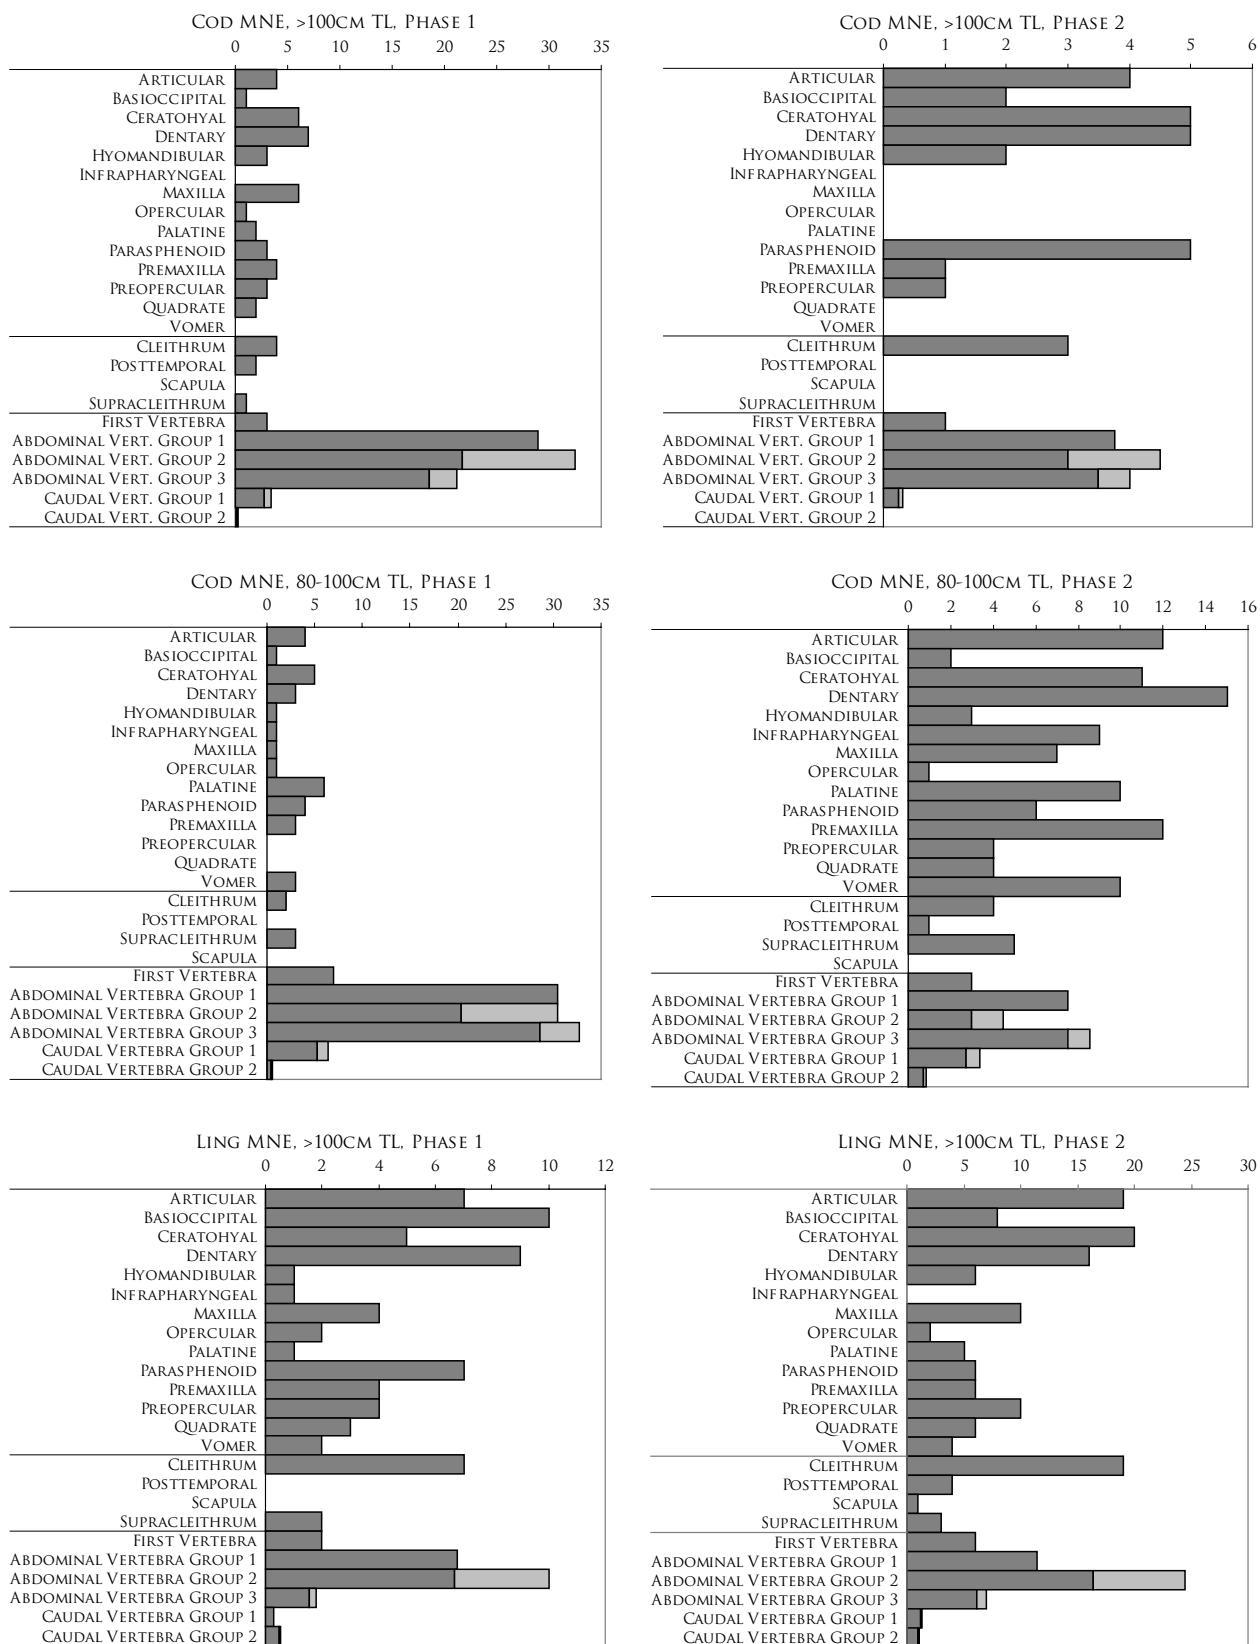 Cod MNE, >100cm TL, Phase 1
0 5 10 15 20 25 30 35
Articular
Basioccipital
Ceratohyal
Dentary
Hyomandibular
Infrapharyngeal
Maxilla
Opercular
Palatine
Parasphenoid
Premaxilla
Preopercular
Quadrate
Vomer
Cleithrum
Posttemporal
Scapula
Supracleithrum
First Vertebra
Abdominal Vert. Group 1
Abdominal Vert. Group 2
Abdominal Vert. Group 3
Caudal Vert. Group 1
Caudal Vert. Group 2
Cod MNE, >100cm TL, Phase 2
0 1 2 3 4 5 6
Articular
Basioccipital
Ceratohyal
Dentary
Hyomandibular
Infrapharyngeal
Maxilla
Opercular
Palatine
Parasphenoid
Premaxilla
Preopercular
Quadrate
Vomer
Cleithrum
Posttemporal
Scapula
Supracleithrum
First Vertebra
Abdominal Vert. Group 1
Abdominal Vert. Group 2
Abdominal Vert. Group 3
Caudal Vert. Group 1
Caudal Vert. Group 2
Cod MNE, 80-100cm TL, Phase 1
0 5 10 15 20 25 30 35
Articular
Basioccipital
Ceratohyal
Dentary
Hyomandibular
Infrapharyngeal
Maxilla
Opercular
Palatine
Parasphenoid
Premaxilla
Preopercular
Quadrate
Vomer
Cleithrum
Posttemporal
Supracleithrum
Scapula
First Vertebra
Abdominal Vertebra Group 1
Abdominal Vertebra Group 2
Abdominal Vertebra Group 3
Caudal Vertebra Group 1
Caudal Vertebra Group 2
Cod MNE, 80-100cm TL, Phase 2
0 2 4 6 8 10 12 14 16
Articular
Basioccipital
Ceratohyal
Dentary
Hyomandibular
Infrapharyngeal
Maxilla
Opercular
Palatine
Parasphenoid
Premaxilla
Preopercular
Quadrate
Vomer
Cleithrum
Posttemporal
Supracleithrum
Scapula
First Vertebra
Abdominal Vertebra Group 1
Abdominal Vertebra Group 2
Abdominal Vertebra Group 3
Caudal Vertebra Group 1
Caudal Vertebra Group 2
Ling MNE, >100cm TL, Phase 1
0 2 4 6 8 10 12
Articular
Basioccipital
Ceratohyal
Dentary
Hyomandibular
Infrapharyngeal
Maxilla
Opercular
Palatine
Parasphenoid
Premaxilla
Preopercular
Quadrate
Vomer
Cleithrum
Posttemporal
Scapula
Supracleithrum
First Vertebra
Abdominal Vertebra Group 1
Abdominal Vertebra Group 2
Abdominal Vertebra Group 3
Caudal Vertebra Group 1
Caudal Vertebra Group 2
Ling MNE, >100cm TL, Phase 2
0 5 10 15 20 25 30
Articular
Basioccipital
Ceratohyal
Dentary
Hyomandibular
Infrapharyngeal
Maxilla
Opercular
Palatine
Parasphenoid
Premaxilla
Preopercular
Quadrate
Vomer
Cleithrum
Posttemporal
Scapula
Supracleithrum
First Vertebra
Abdominal Vertebra Group 1
Abdominal Vertebra Group 2
Abdominal Vertebra Group 3
Caudal Vertebra Group 1
Caudal Vertebra Group 2